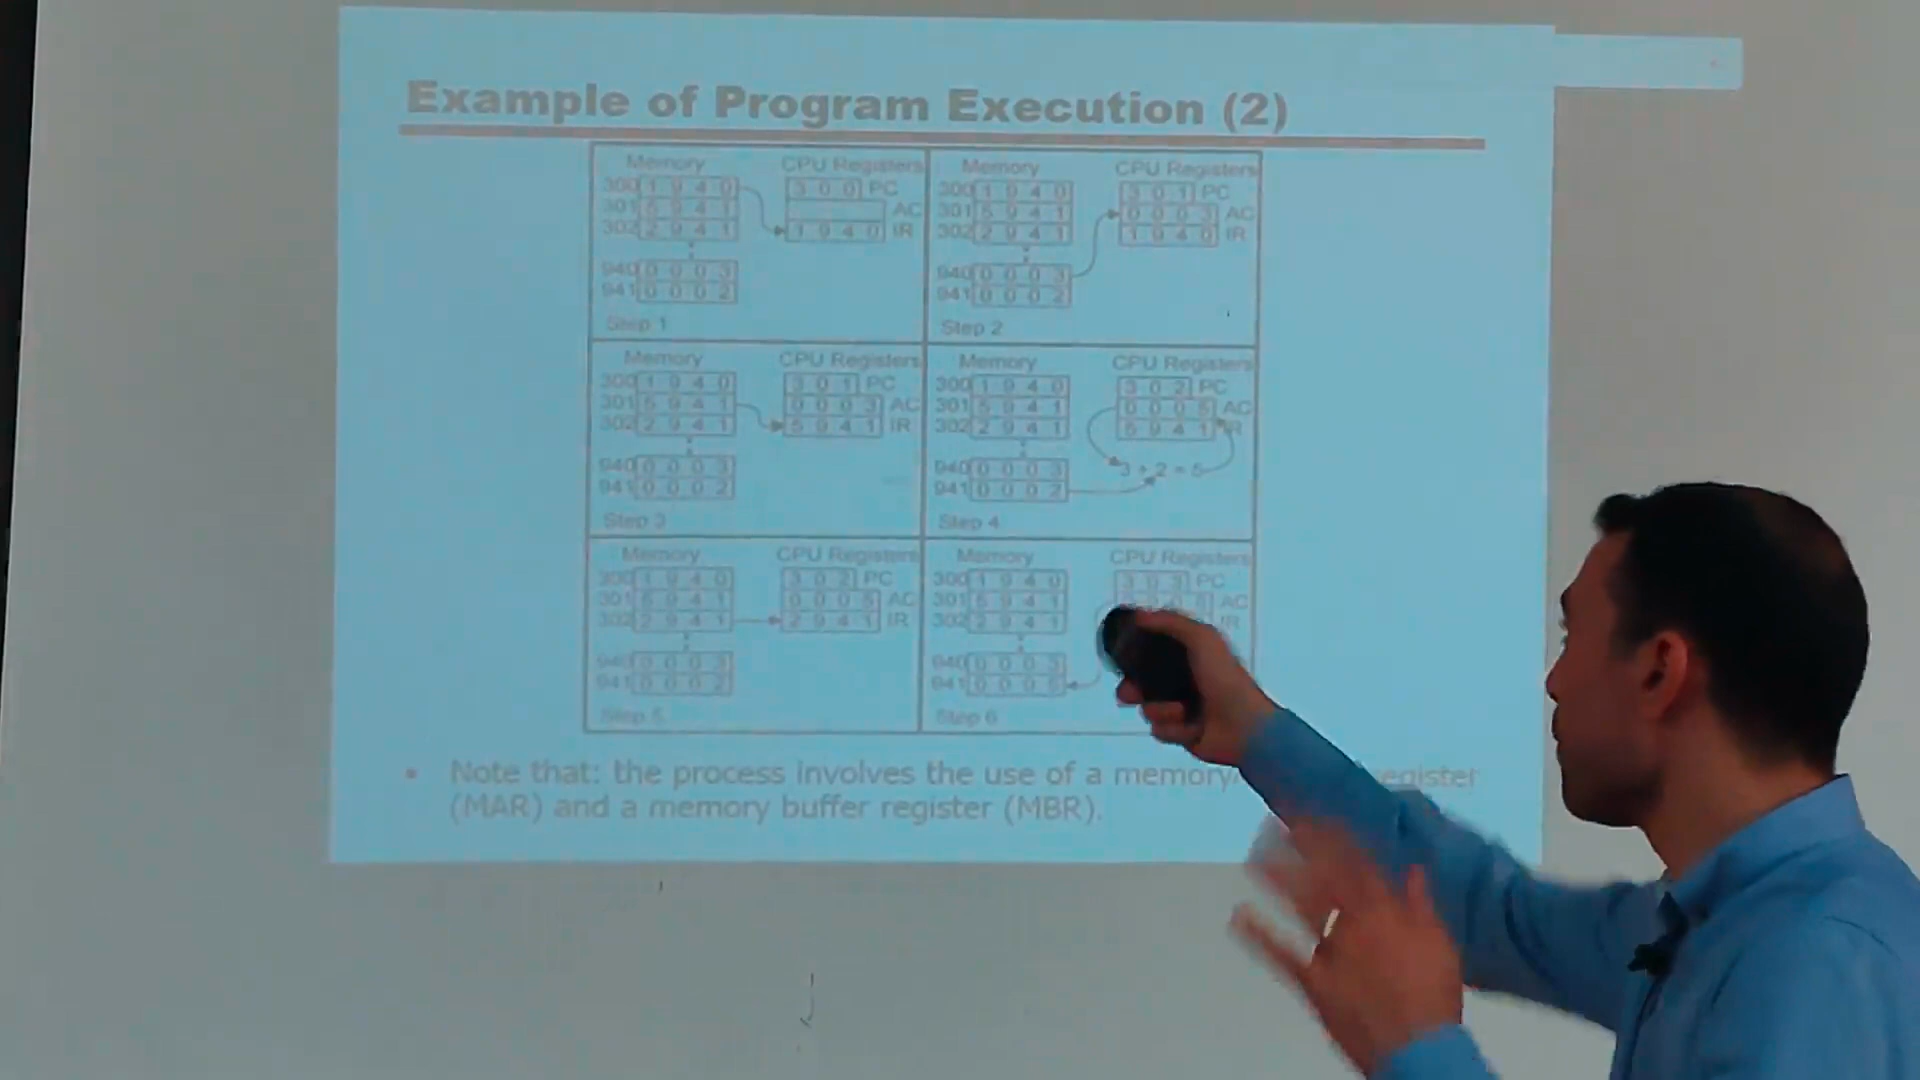 Example of Program Execution (2)
Memory CPU Registers
300 1 9 4 0 3 0 0 PC
301 5 9 4 1 AC
302 2 9 4 1 1 9 4 0 IR
940 0 0 0 3
941 0 0 0 2
Step 1
Memory CPU Registers
300 1 9 4 0 3 0 1 PC
301 5 9 4 1 0 0 0 3 AC
302 2 9 4 1 1 9 4 0 IR
940 0 0 0 3
941 0 0 0 2
Step 2
Memory CPU Registers
300 1 9 4 0 3 0 1 PC
301 5 9 4 1 0 0 0 3 AC
302 2 9 4 1 5 9 4 1 IR
940 0 0 0 3
941 0 0 0 2
Step 3
Memory CPU Registers
300 1 9 4 0 3 0 2 PC
301 5 9 4 1 0 0 0 5 AC
302 2 9 4 1 5 9 4 1 IR
940 0 0 0 3 3 + 2 = 5
941 0 0 0 2
Step 4
Memory CPU Registers
300 1 9 4 0 3 0 2 PC
301 5 9 4 1 0 0 0 5 AC
302 2 9 4 1 2 9 4 1 IR
940 0 0 0 3
941 0 0 0 2
Step 5
Memory CPU Registers
300 1 9 4 0 3 0 3 PC
301 5 9 4 1 AC
302 2 9 4 1 IR
940 0 0 0 3
941 0 0 0 5
Step 6
▪ Note that: the process involves the use of a memory egister
(MAR) and a memory buffer register (MBR).